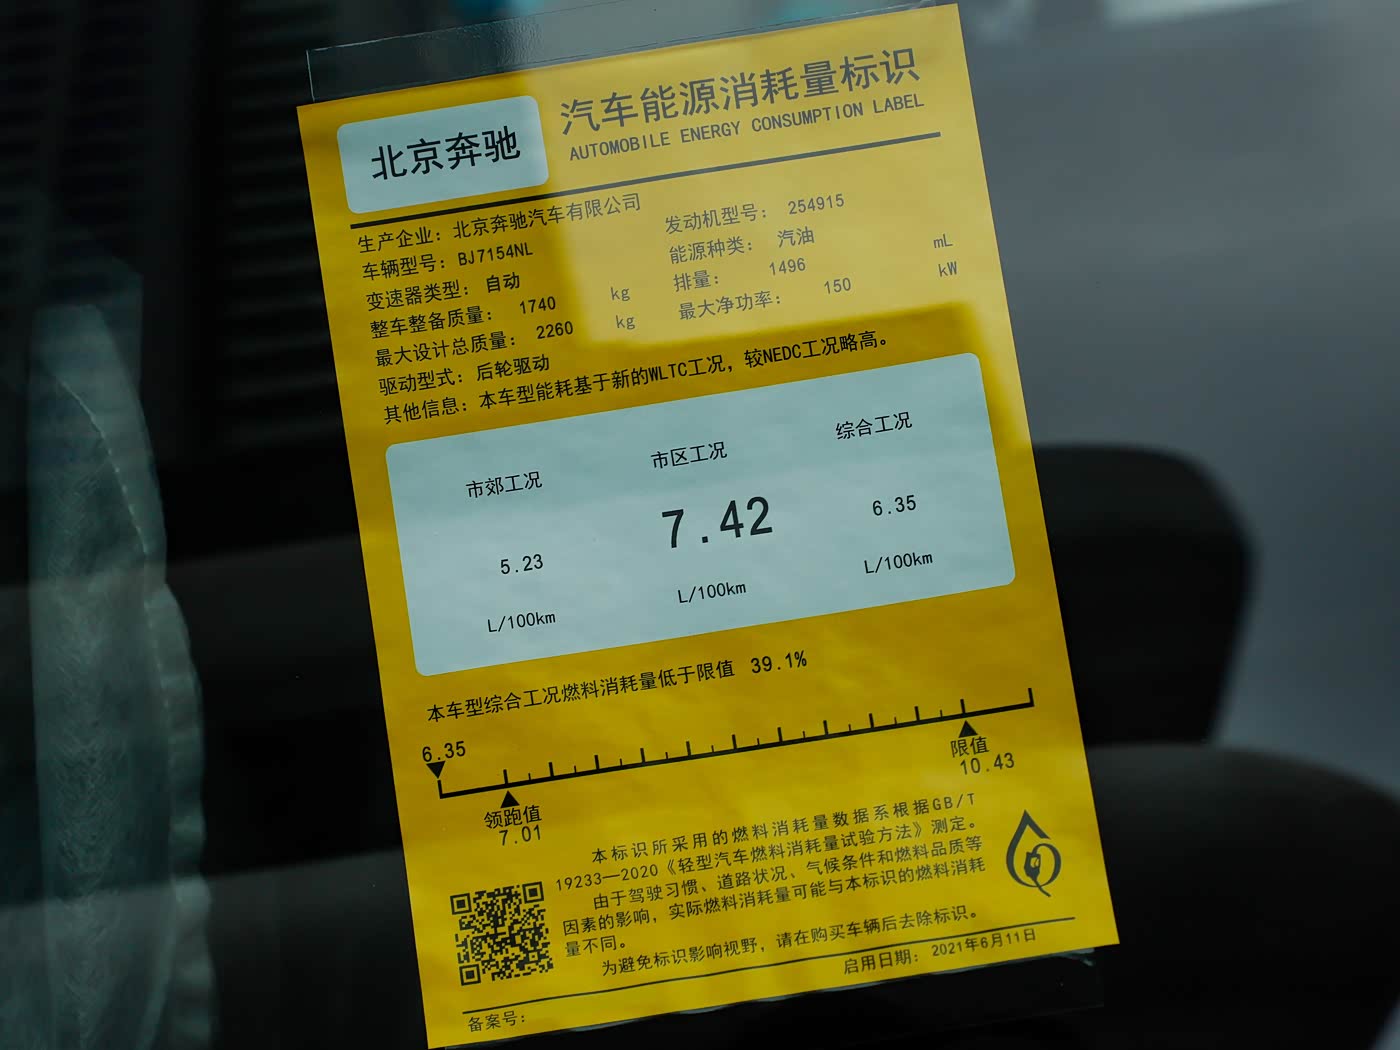 北京奔驰
汽车能源消耗量标识
AUTOMOBILE ENERGY CONSUMPTION LABEL
生产企业：北京奔驰汽车有限公司
车辆型号：BJ7154NL
变速器类型：自动
整车整备质量： 1740 kg
最大设计总质量： 2260 kg
驱动型式：后轮驱动
其他信息：本车型能耗基于新的WLTC工况，较NEDC工况略高。
发动机型号： 254915
能源种类： 汽油
排量： 1496 mL
最大净功率： 150 kW
市郊工况
5.23
L/100km
市区工况
7.42
L/100km
综合工况
6.35
L/100km
本车型综合工况燃料消耗量低于限值 39.1%
6.35
领跑值
7.01
限值
10.43
本标识所采用的燃料消耗量数据系根据GB/T
19233—2020《轻型汽车燃料消耗量试验方法》测定。
由于驾驶习惯、道路状况、气候条件和燃料品质等
因素的影响，实际燃料消耗量可能与本标识的燃料消耗
量不同。
为避免标识影响视野，请在购买车辆后去除标识。
备案号：
启用日期： 2021年6月11日